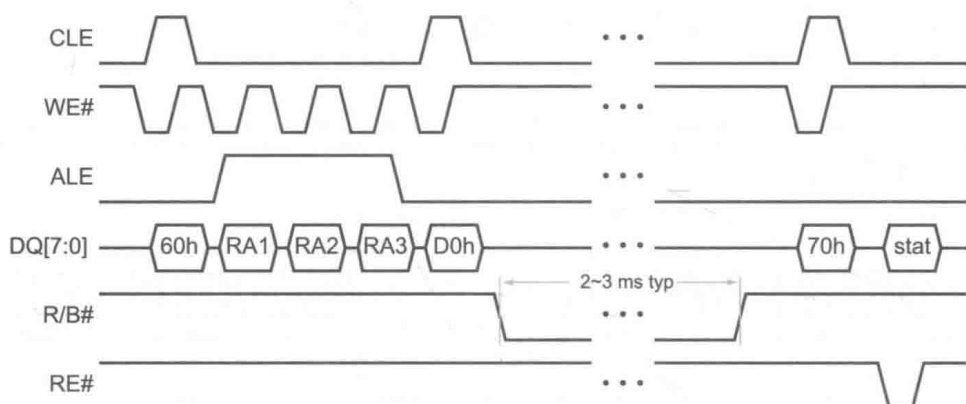 CLE
• • •
WE#
• • •
ALE
• • •
DQ[7:0] 60h RA1 RA2 RA3 D0h • • • 70h stat
2~3 ms typ
R/B#
• • •
RE#
• • •